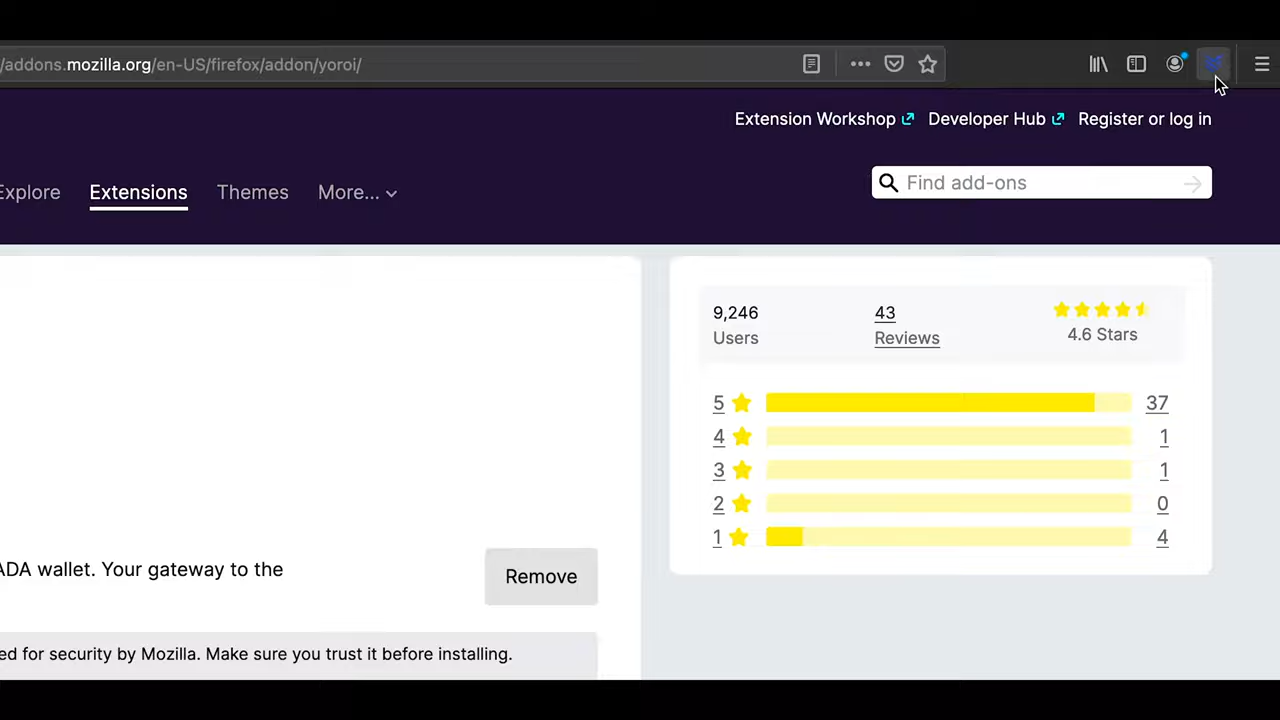 /addons.mozilla.org/en-US/firefox/addon/yoroi/
Extension Workshop Developer Hub Register or log in
Explore Extensions Themes More...
Find add-ons
9,246 43
Users Reviews 4.6 Stars
5 37
4 1
3 1
2 0
1 4
ADA wallet. Your gateway to the
Remove
ed for security by Mozilla. Make sure you trust it before installing.